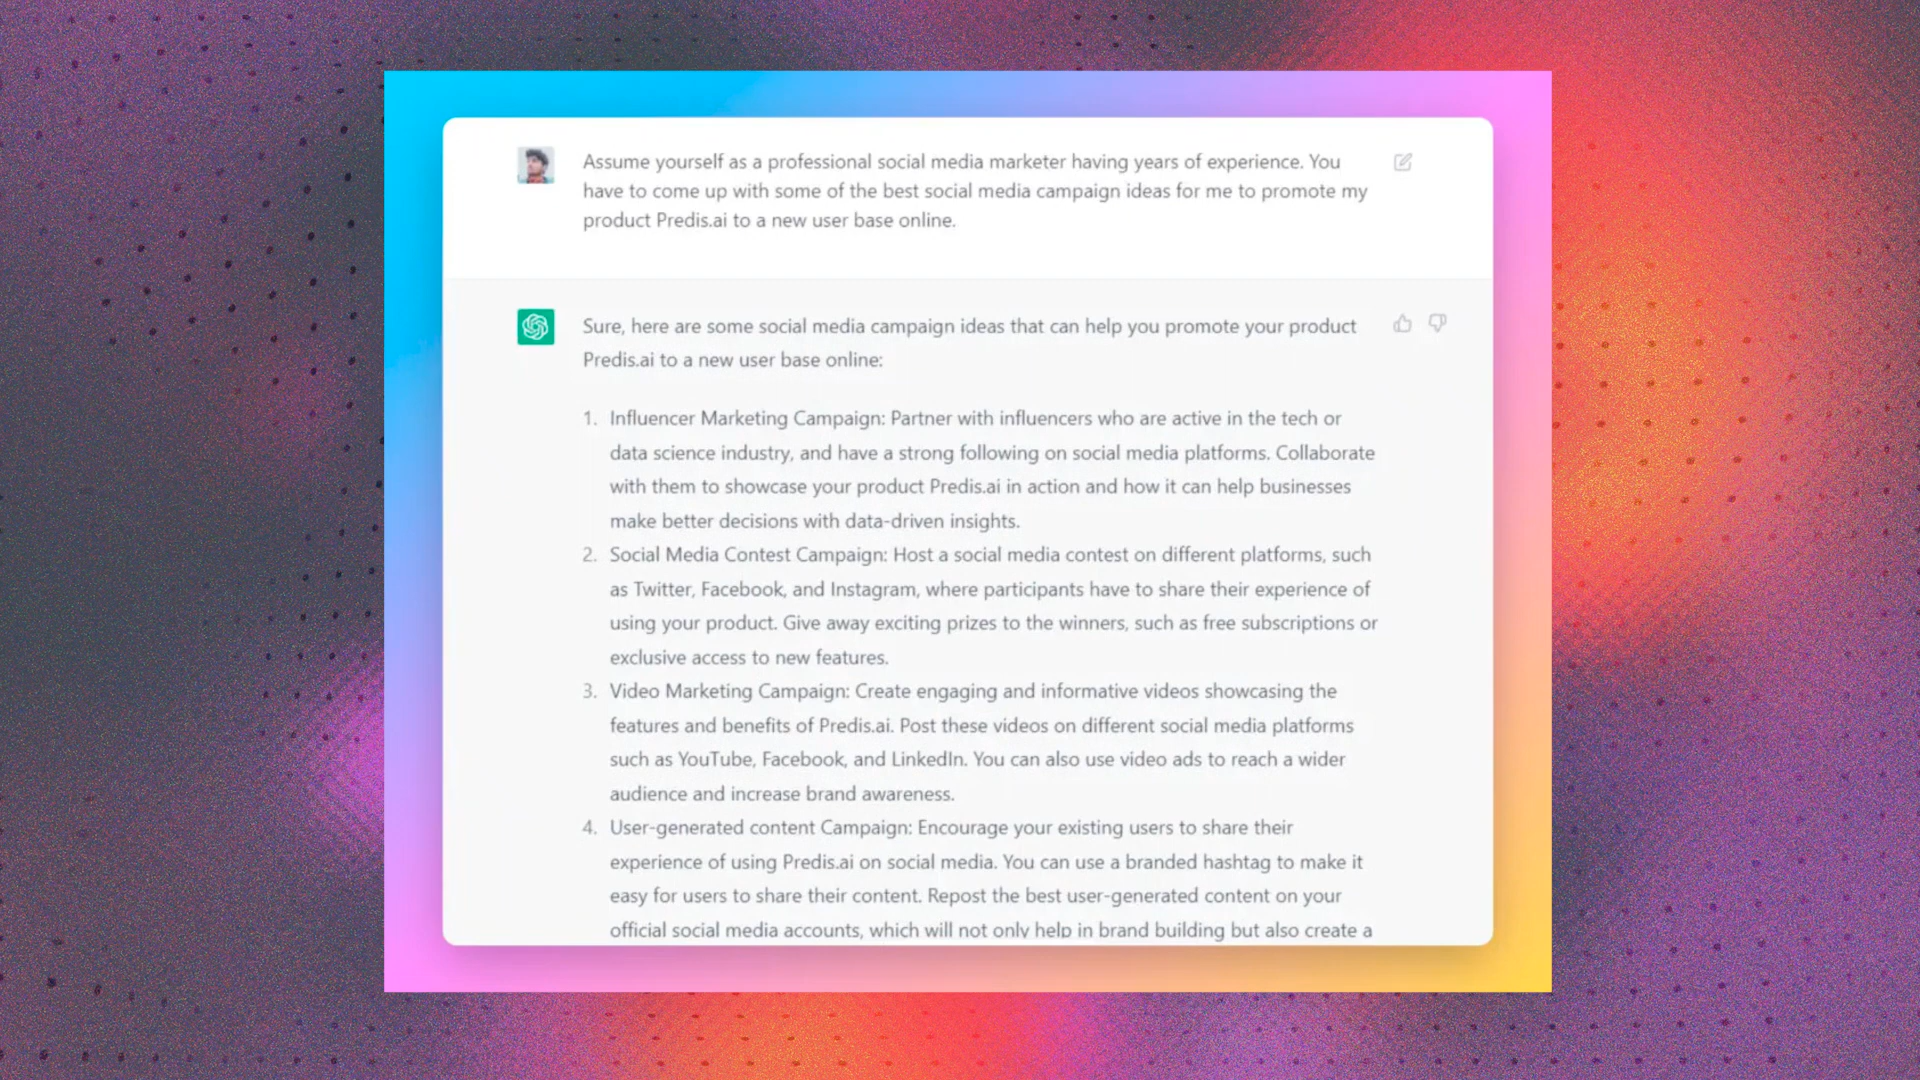 Assume yourself as a professional social media marketer having years of experience. You
have to come up with some of the best social media campaign ideas for me to promote my
product Predis.ai to a new user base online.
Sure, here are some social media campaign ideas that can help you promote your product
Predis.ai to a new user base online:
1. Influencer Marketing Campaign: Partner with influencers who are active in the tech or
data science industry, and have a strong following on social media platforms. Collaborate
with them to showcase your product Predis.ai in action and how it can help businesses
make better decisions with data-driven insights.
2. Social Media Contest Campaign: Host a social media contest on different platforms, such
as Twitter, Facebook, and Instagram, where participants have to share their experience of
using your product. Give away exciting prizes to the winners, such as free subscriptions or
exclusive access to new features.
3. Video Marketing Campaign: Create engaging and informative videos showcasing the
features and benefits of Predis.ai. Post these videos on different social media platforms
such as YouTube, Facebook, and LinkedIn. You can also use video ads to reach a wider
audience and increase brand awareness.
4. User-generated content Campaign: Encourage your existing users to share their
experience of using Predis.ai on social media. You can use a branded hashtag to make it
easy for users to share their content. Repost the best user-generated content on your
official social media accounts, which will not only help in brand building but also create a